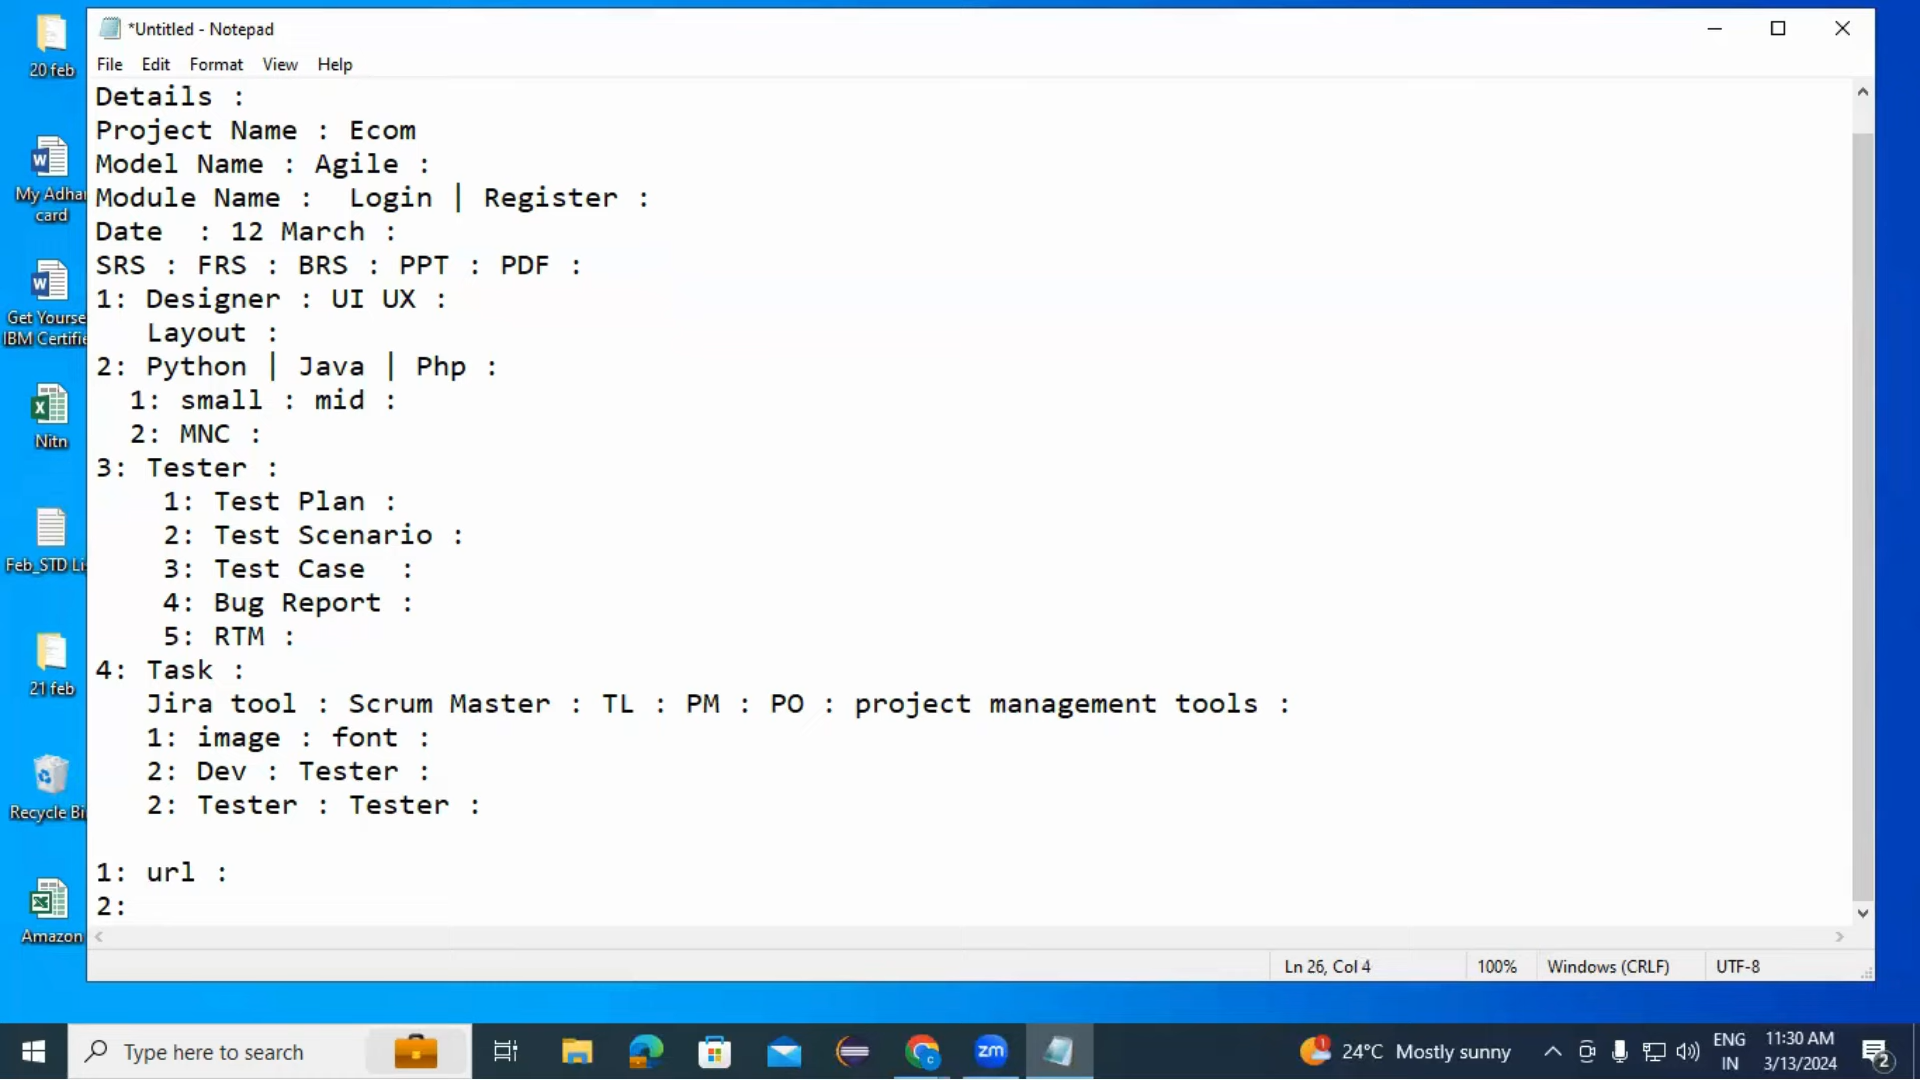 20 feb
My Adha
card
Get Yourse
IBM Certifi
Nitn
Feb_STD Li
21 feb
Recycle Bi
Amazon
*Untitled - Notepad
File Edit Format View Help
Details :
Project Name : Ecom
Model Name : Agile :
Module Name :  Login | Register :
Date  : 12 March :
SRS : FRS : BRS : PPT : PDF :
1: Designer : UI UX :
Layout :
2: Python | Java | Php :
1: small : mid :
2: MNC :
3: Tester :
1: Test Plan :
2: Test Scenario :
3: Test Case  :
4: Bug Report :
5: RTM :
4: Task :
Jira tool : Scrum Master : TL : PM : PO : project management tools :
1: image : font :
2: Dev : Tester :
2: Tester : Tester :
1: url :
2:
Ln 26, Col 4 100% Windows (CRLF) UTF-8
Type here to search
zm
24°C Mostly sunny
ENG
IN
11:30 AM
3/13/2024
2